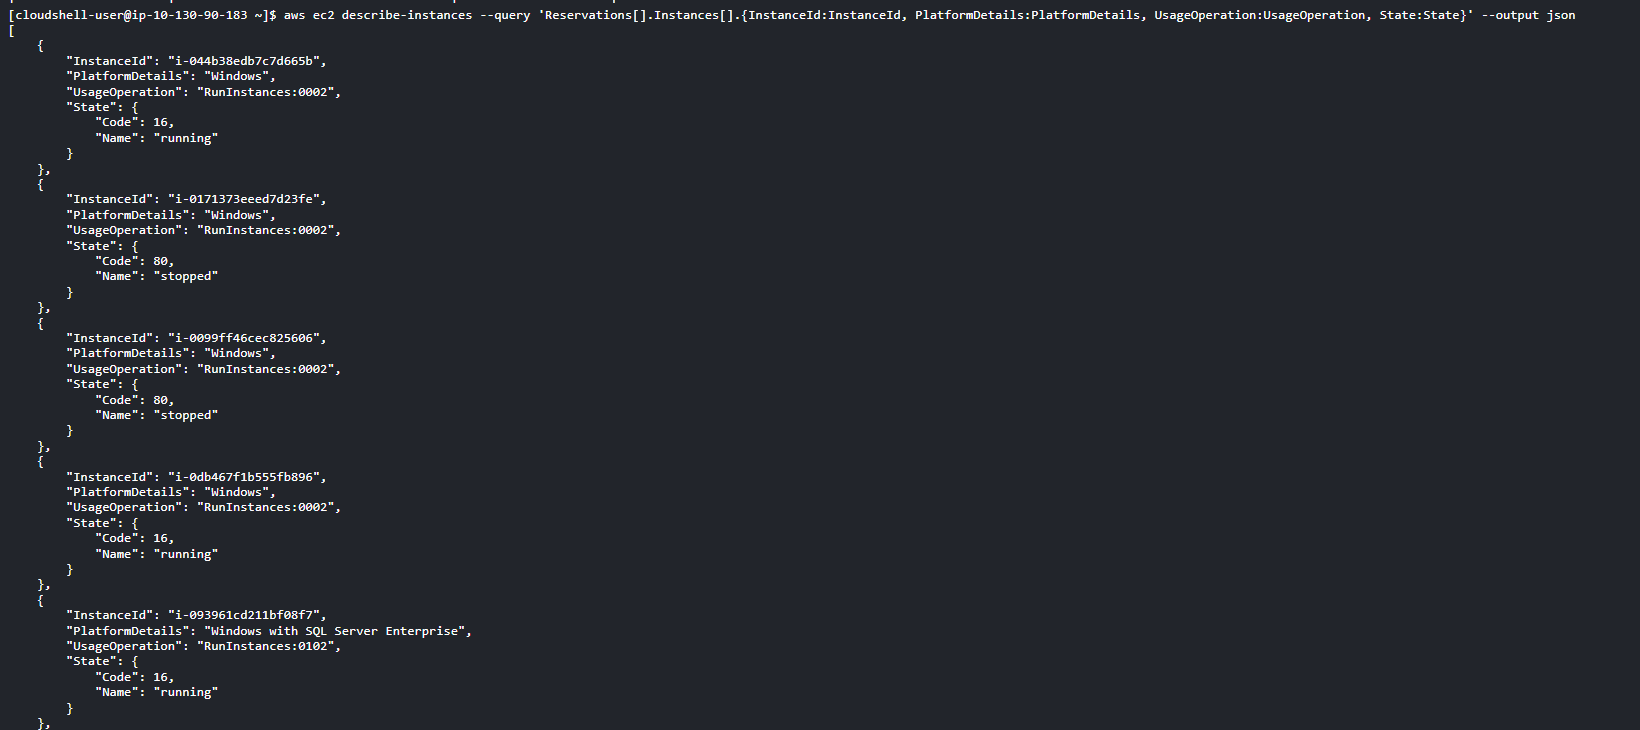 [cloudshell-user@ip-10-130-90-183 ~]$ aws ec2 describe-instances --query 'Reservations[].Instances[].{InstanceId:InstanceId, PlatformDetails:PlatformDetails, UsageOperation:UsageOperation, State:State}' --output json
[
    {
        "InstanceId": "i-044b38edb7c7d665b",
        "PlatformDetails": "Windows",
        "UsageOperation": "RunInstances:0002",
        "State": {
            "Code": 16,
            "Name": "running"
        }
    },
    {
        "InstanceId": "i-0171373eeed7d23fe",
        "PlatformDetails": "Windows",
        "UsageOperation": "RunInstances:0002",
        "State": {
            "Code": 80,
            "Name": "stopped"
        }
    },
    {
        "InstanceId": "i-0099ff46cec825606",
        "PlatformDetails": "Windows",
        "UsageOperation": "RunInstances:0002",
        "State": {
            "Code": 80,
            "Name": "stopped"
        }
    },
    {
        "InstanceId": "i-0db467f1b555fb896",
        "PlatformDetails": "Windows",
        "UsageOperation": "RunInstances:0002",
        "State": {
            "Code": 16,
            "Name": "running"
        }
    },
    {
        "InstanceId": "i-093961cd211bf08f7",
        "PlatformDetails": "Windows with SQL Server Enterprise",
        "UsageOperation": "RunInstances:0102",
        "State": {
            "Code": 16,
            "Name": "running"
        }
    },